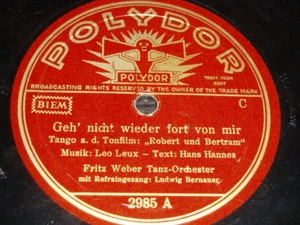 POLYDOR
POLYDOR
TRADE MARK
BROADCASTING RIGHTS RESERVED BY THE OWNER OF THE TRADE MARK
BIEM
C
Geh' nicht wieder fort von mir
Tango a. d. Tonfilm: „Robert und Bertram"
Musik: Leo Leux – Text: Hans Hannes
Fritz Weber Tanz-Orchester
mit Refraingesang: Ludwig Bernauer
2985 A